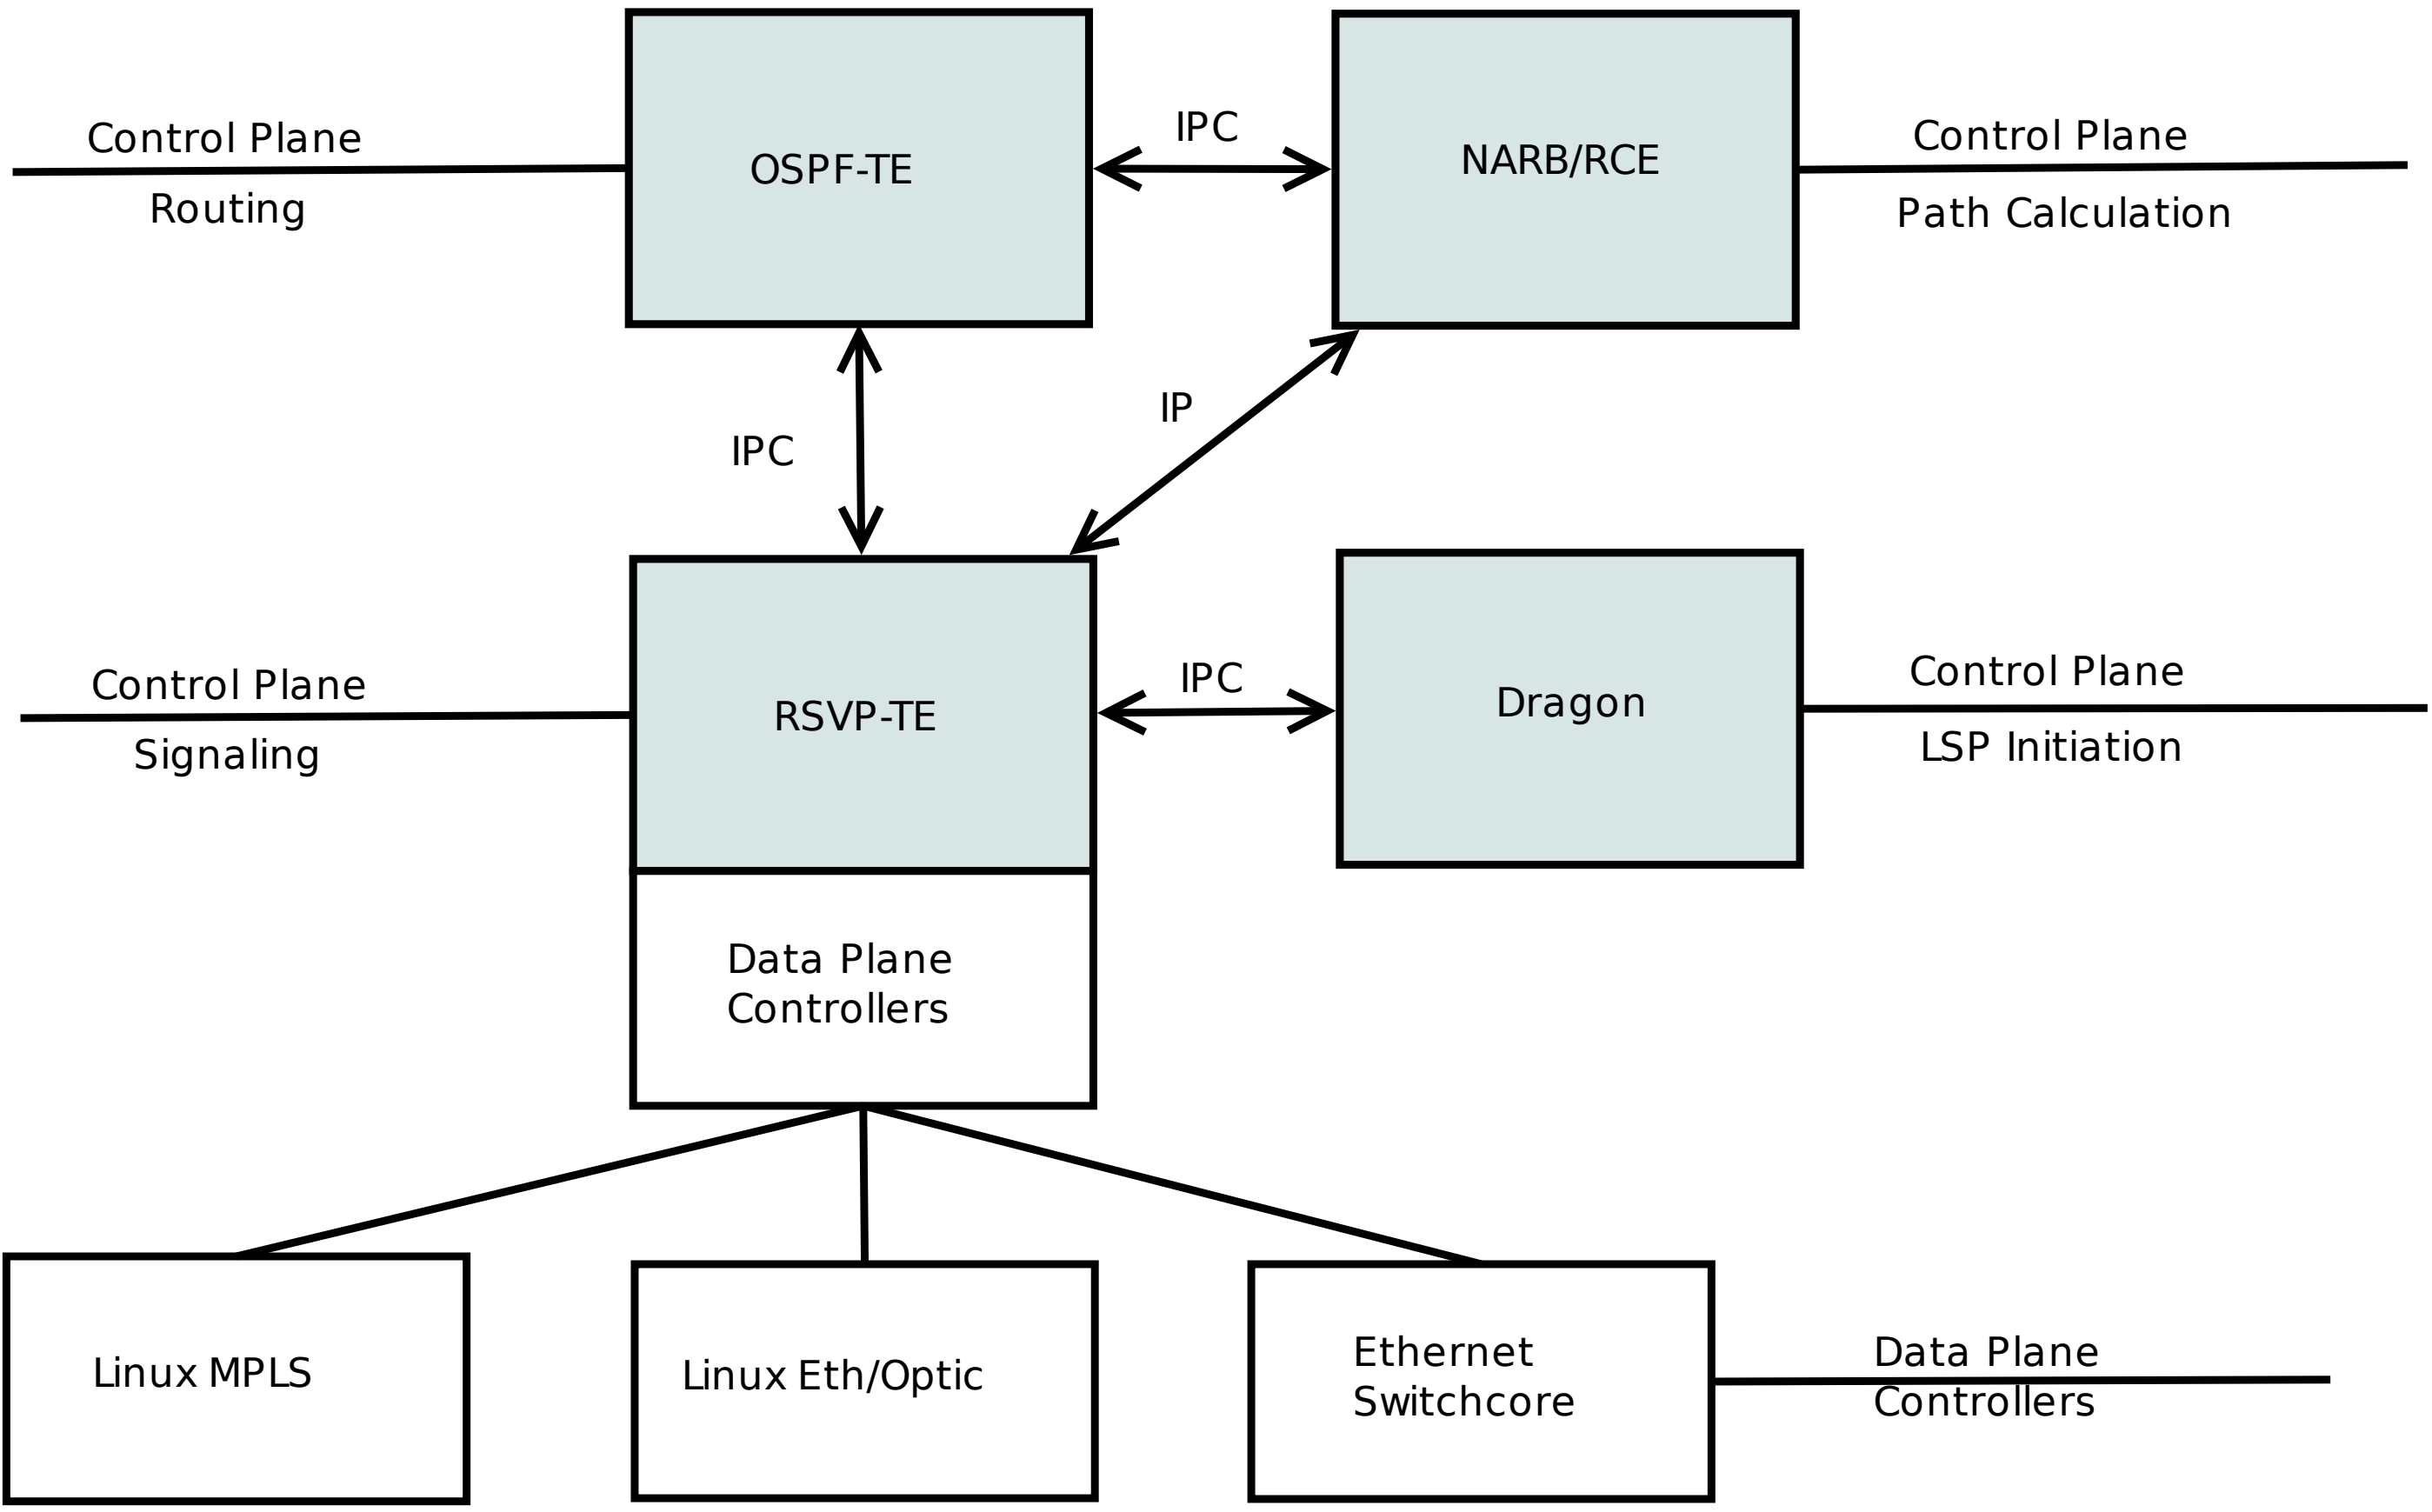 Control Plane
Routing
OSPF-TE
IPC
NARB/RCE
Control Plane
Path Calculation
IPC
IP
Control Plane
Signaling
RSVP-TE
IPC
Dragon
Control Plane
LSP Initiation
Data Plane
Controllers
Linux MPLS
Linux Eth/Optic
Ethernet
Switchcore
Data Plane
Controllers